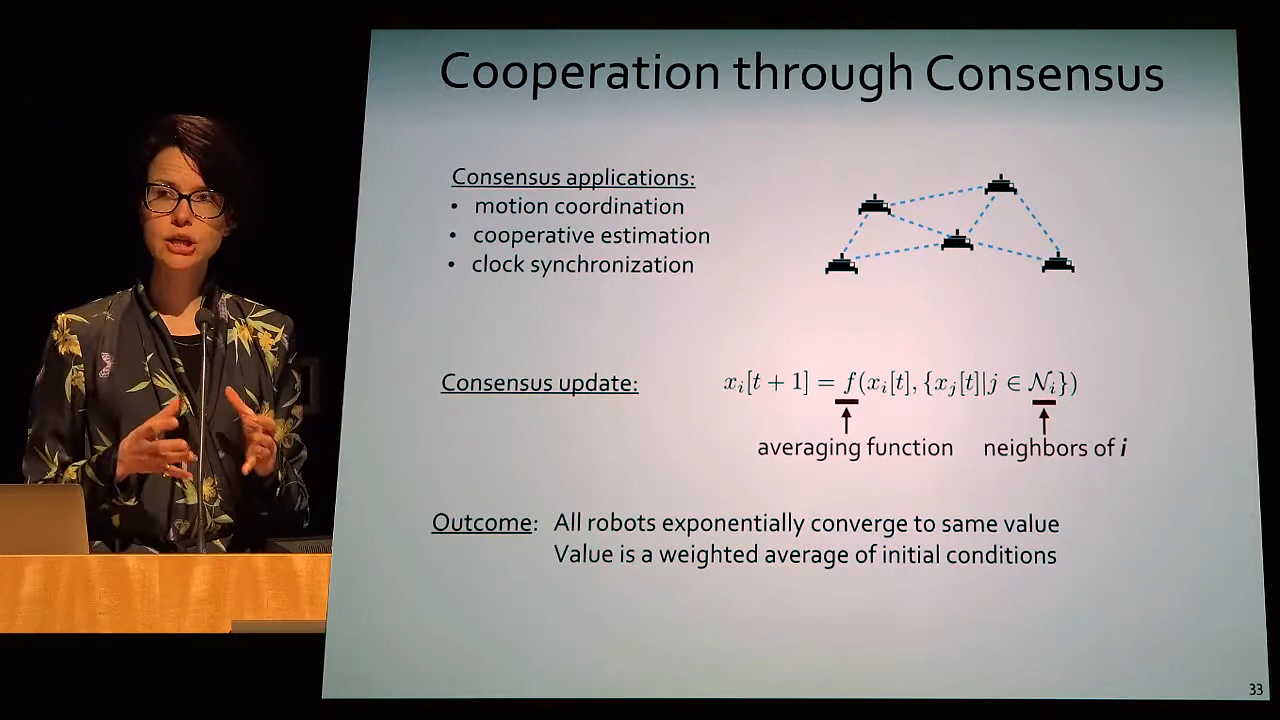 Cooperation through Consensus
Consensus applications:
• motion coordination
• cooperative estimation
• clock synchronization
Consensus update:
x_i[t + 1] = f(x_i[t], {x_j[t]|j ∈ N_i})
averaging function
neighbors of i
Outcome: All robots exponentially converge to same value
Value is a weighted average of initial conditions
33